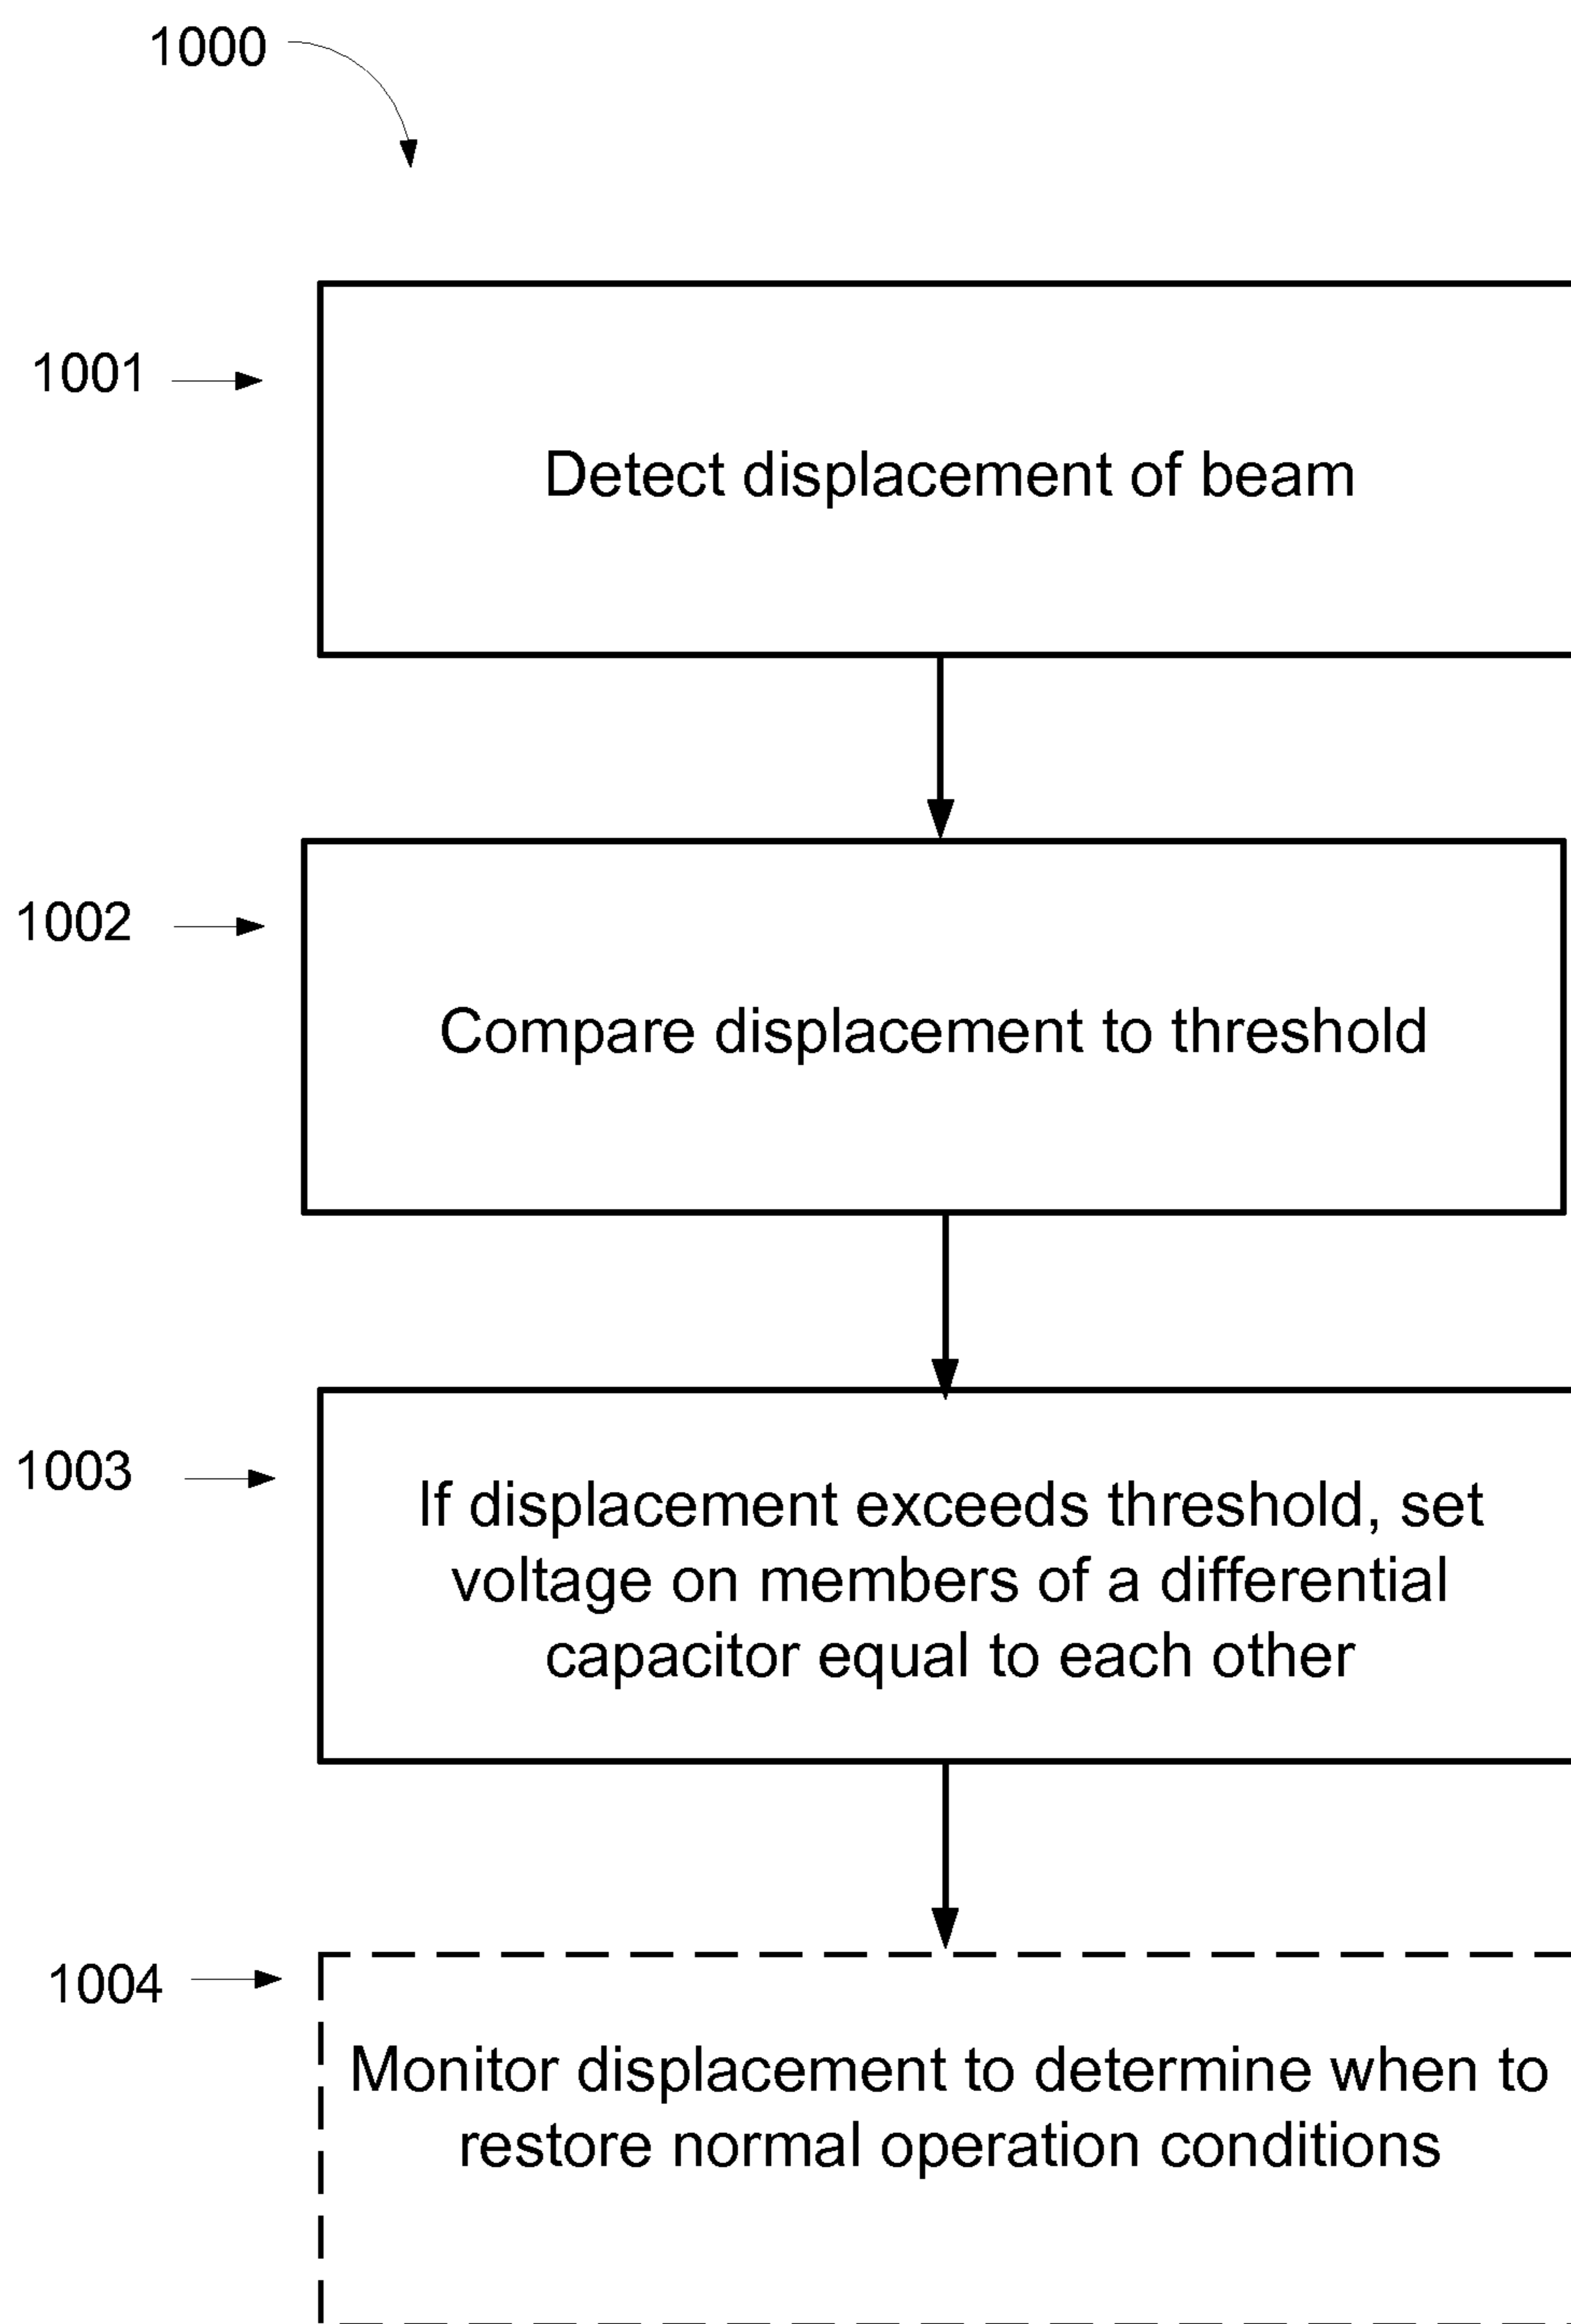 1000
1001
Detect displacement of beam
1002
Compare displacement to threshold
1003
If displacement exceeds threshold, set
voltage on members of a differential
capacitor equal to each other
1004
Monitor displacement to determine when to
restore normal operation conditions